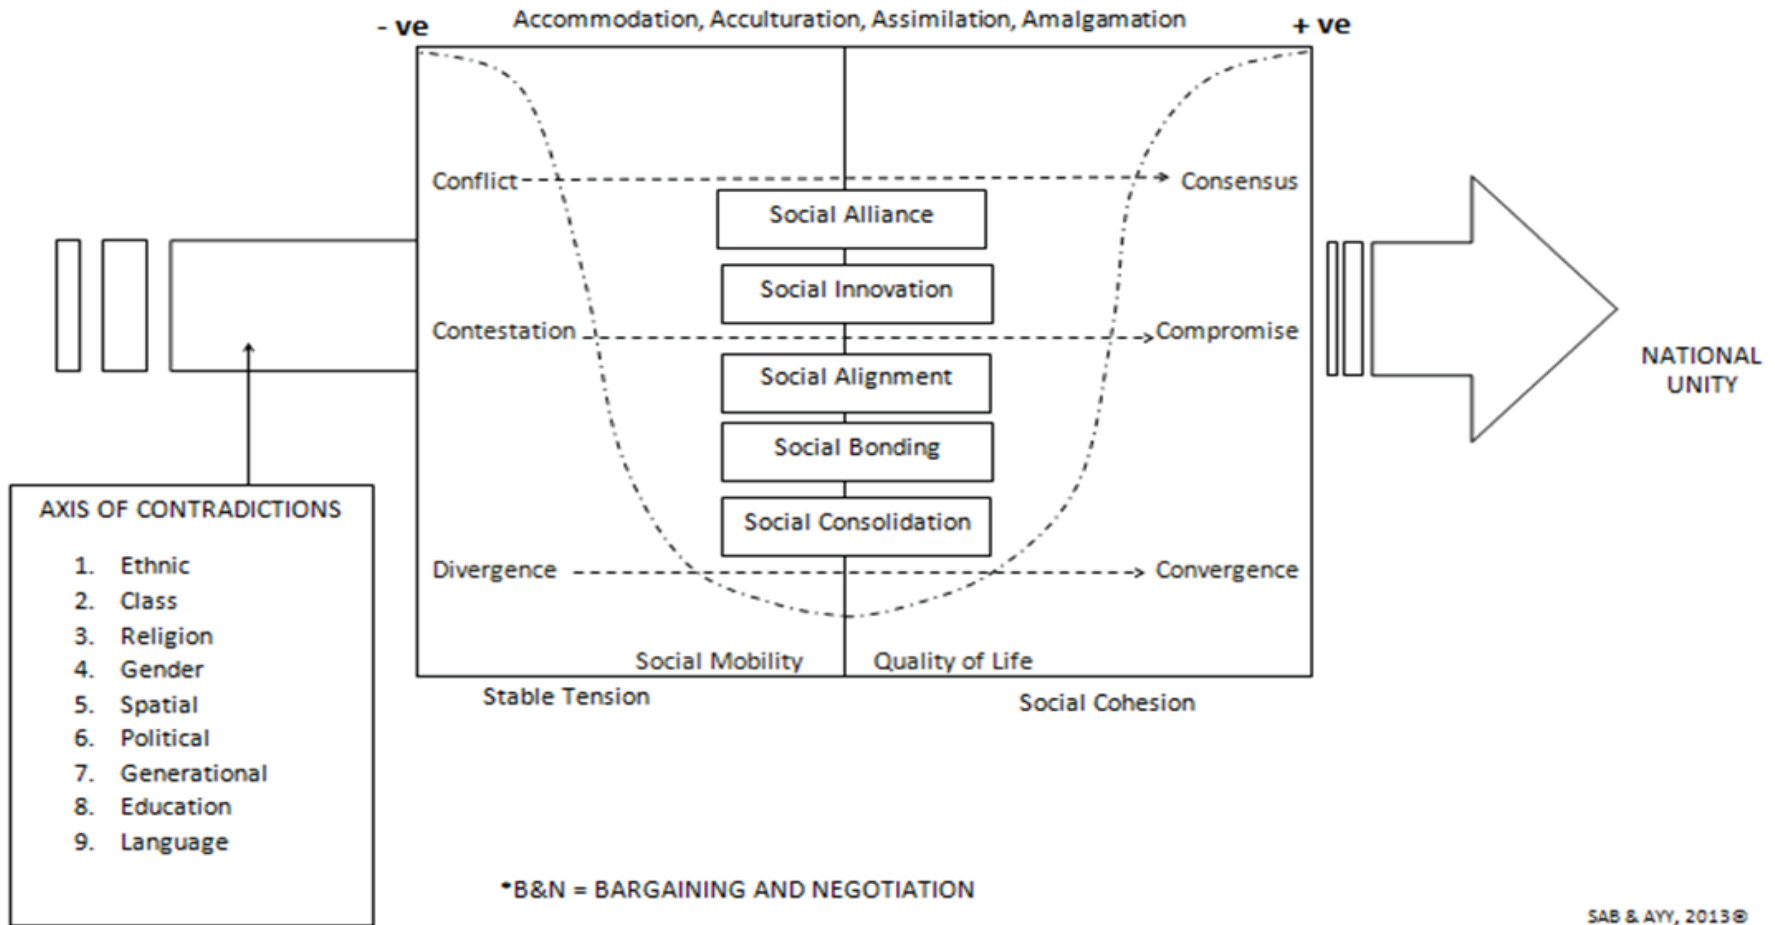 Accommodation, Acculturation, Assimilation, Amalgamation
- ve
+ ve
Conflict
Consensus
Social Alliance
Social Innovation
Contestation
Compromise
Social Alignment
Social Bonding
Social Consolidation
Divergence
Convergence
Social Mobility
Quality of Life
Stable Tension
Social Cohesion
NATIONAL
UNITY
AXIS OF CONTRADICTIONS
1. Ethnic
2. Class
3. Religion
4. Gender
5. Spatial
6. Political
7. Generational
8. Education
9. Language
*B&N = BARGAINING AND NEGOTIATION
SAB & AYY, 2013®